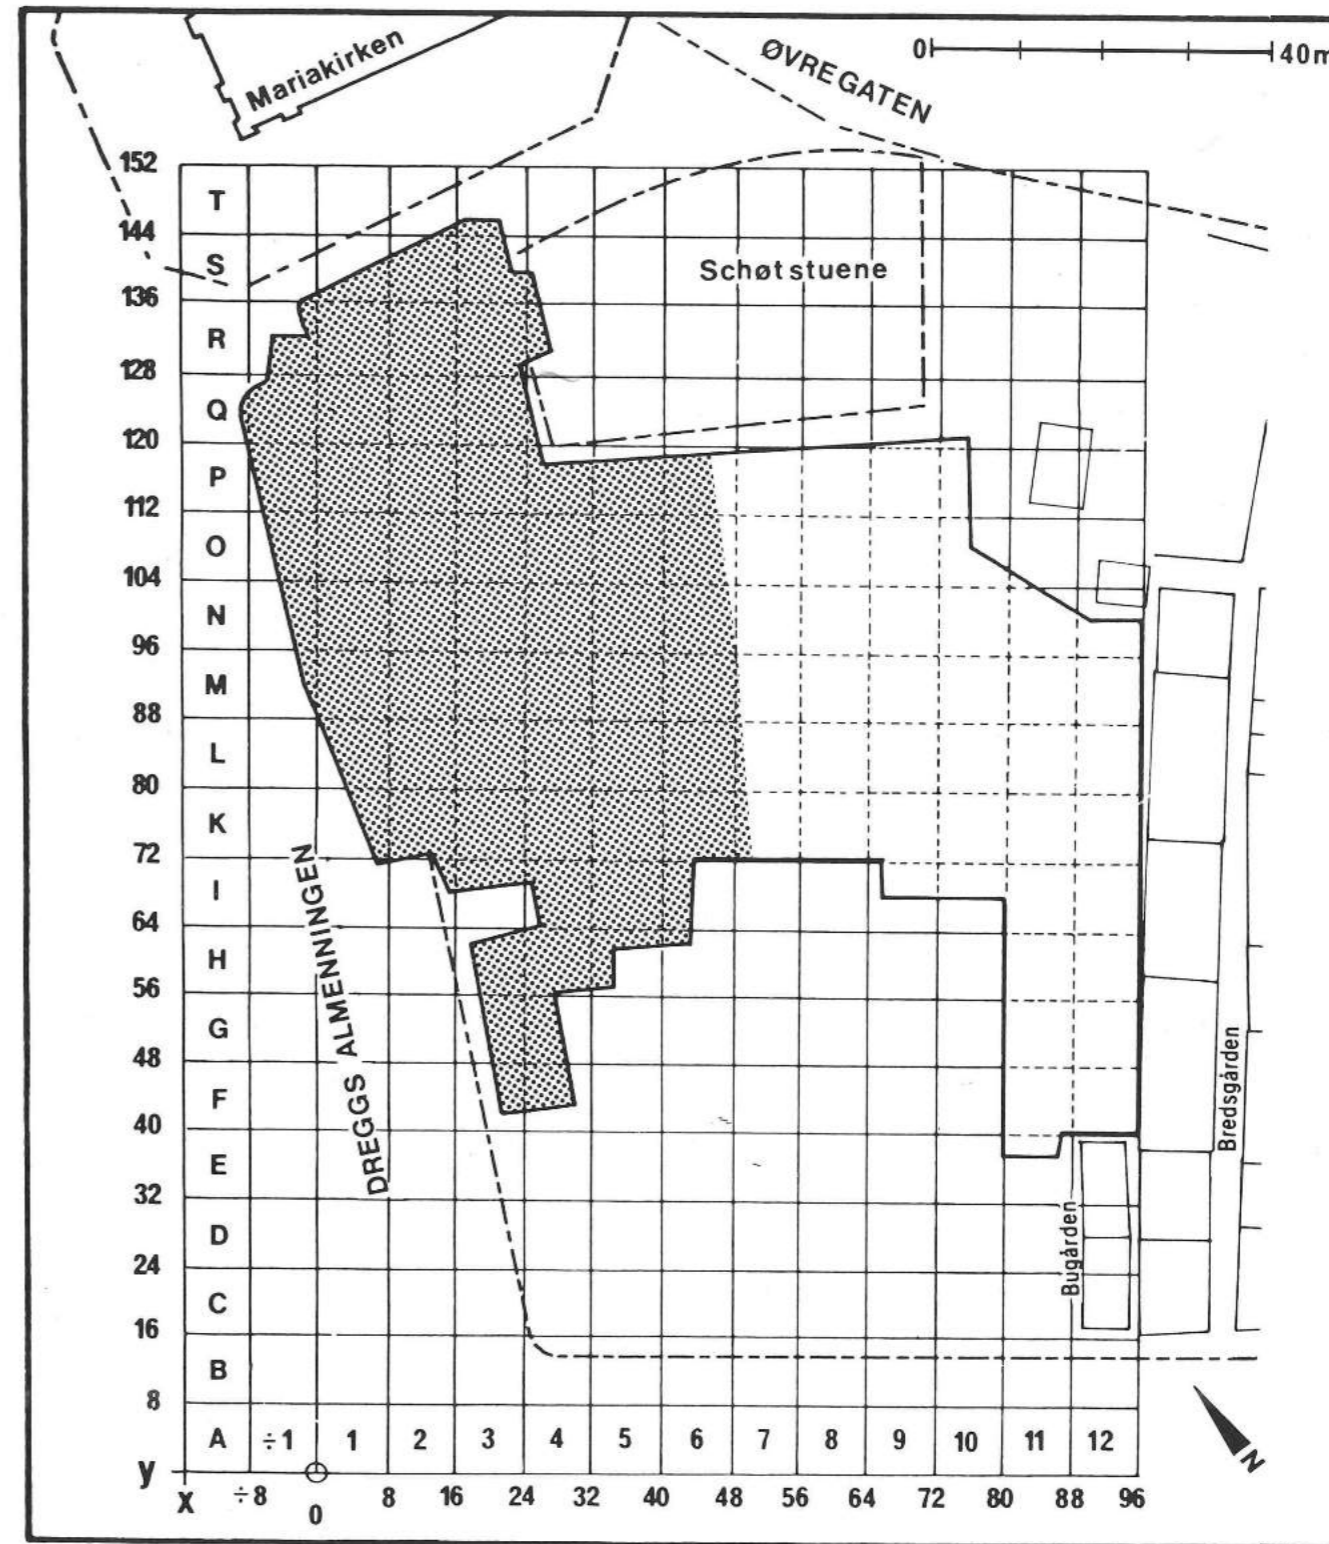 Mariakirken
ØVREGATEN
0 40m
152
T
144
S
Schøtstuene
136
R
128
Q
120
P
112
O
104
N
96
M
88
L
80
K
72
I
64
H
56
G
48
F
40
E
32
D
24
C
16
B
8
A ÷1 1 2 3 4 5 6 7 8 9 10 11 12
y
x ÷8 0 8 16 24 32 40 48 56 64 72 80 88 96
DREGGS ALMENNINGEN
Bugården
Bredsgården
N